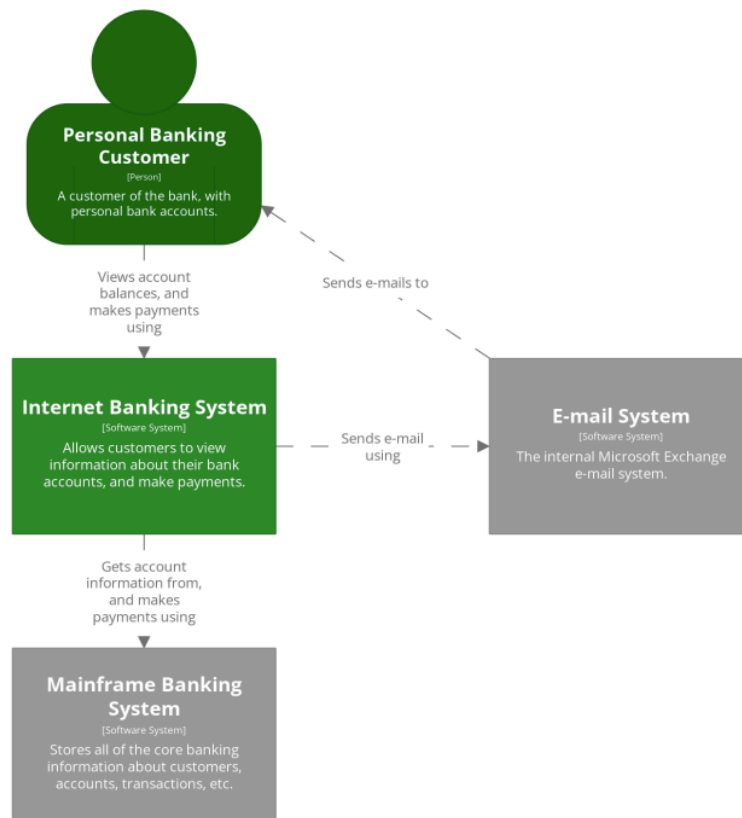 Personal Banking
Customer
[Person]
A customer of the bank, with
personal bank accounts.
Views account
balances, and
makes payments
using
Sends e-mails to
Internet Banking System
[Software System]
Allows customers to view
information about their bank
accounts, and make payments.
Sends e-mail
using
E-mail System
[Software System]
The internal Microsoft Exchange
e-mail system.
Gets account
information from,
and makes
payments using
Mainframe Banking
System
[Software System]
Stores all of the core banking
information about customers,
accounts, transactions, etc.